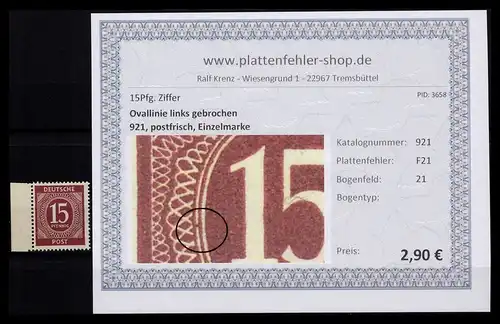 www.plattenfehler-shop.de
Ralf Krenz - Wiesengrund 1 - 22967 Tremsbüttel
15Pfg. Ziffer
PID: 3658
Ovallinie links gebrochen
921, postfrisch, Einzelmarke
Katalognummer: 921
Plattenfehler: F21
Bogenfeld: 21
Bogentyp:
Preis: 2,90 €
15
DEUTSCHE
15
PFENNIG
POST